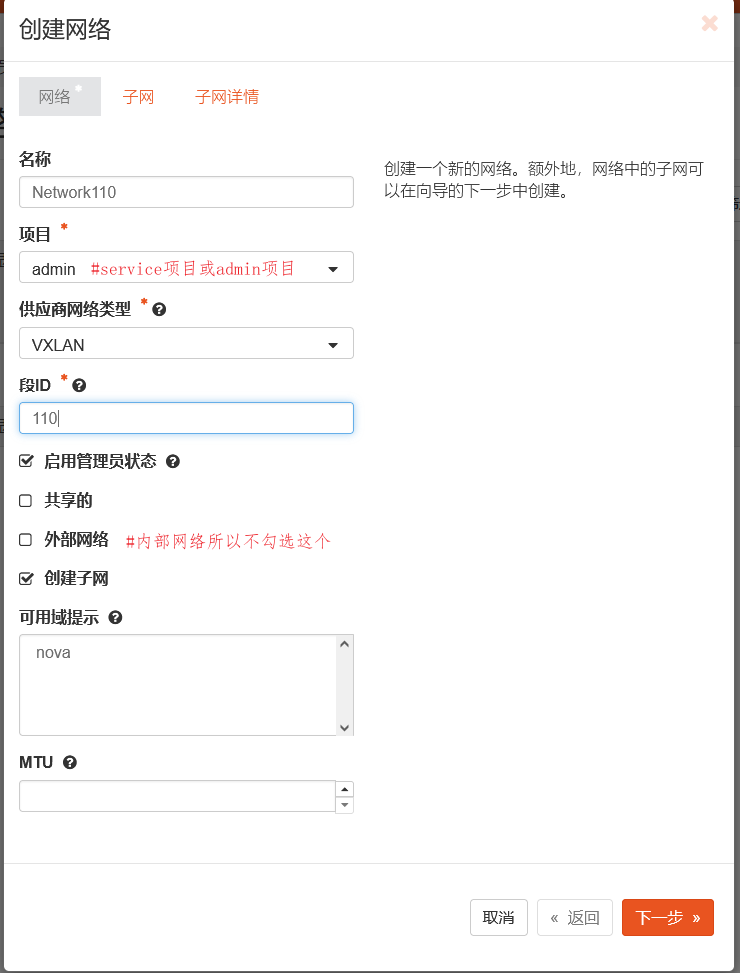 创建网络
网络 子网 子网详情
名称
Network110
创建一个新的网络。额外地，网络中的子网可
以在向导的下一步中创建。
项目 *
admin #service项目或admin项目
供应商网络类型 *
VXLAN
段ID *
110
启用管理员状态
共享的
外部网络 #内部网络所以不勾选这个
创建子网
可用域提示
nova
MTU
取消 « 返回 下一步 »